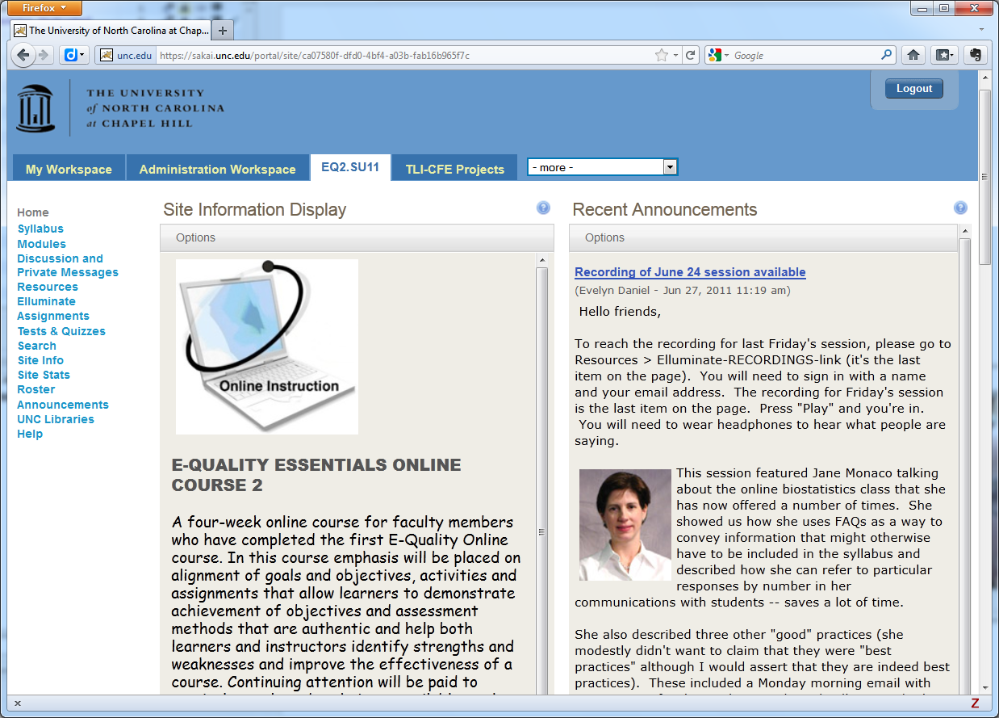 Firefox
The University of North Carolina at Chap...
unc.edu
https://sakai.unc.edu/portal/site/ca07580f-dfd0-4bf4-a03b-fab16b965f7c
Google
THE UNIVERSITY
of NORTH CAROLINA
at CHAPEL HILL
Logout
My Workspace
Administration Workspace
EQ2.SU11
TLI-CFE Projects
- more -
Home
Syllabus
Modules
Discussion and
Private Messages
Resources
Elluminate
Assignments
Tests & Quizzes
Search
Site Info
Site Stats
Roster
Announcements
UNC Libraries
Help
Site Information Display
Options
Online Instruction
E-QUALITY ESSENTIALS ONLINE
COURSE 2
A four-week online course for faculty members
who have completed the first E-Quality Online
course. In this course emphasis will be placed on
alignment of goals and objectives, activities and
assignments that allow learners to demonstrate
achievement of objectives and assessment
methods that are authentic and help both
learners and instructors identify strengths and
weaknesses and improve the effectiveness of a
course. Continuing attention will be paid to
Recent Announcements
Options
Recording of June 24 session available
(Evelyn Daniel - Jun 27, 2011 11:19 am)
Hello friends,
To reach the recording for last Friday's session, please go to
Resources > Elluminate-RECORDINGS-link (it's the last
item on the page).  You will need to sign in with a name
and your email address.  The recording for Friday's session
is the last item on the page.  Press "Play" and you're in.
You will need to wear headphones to hear what people are
saying.
This session featured Jane Monaco talking
about the online biostatistics class that she
has now offered a number of times.  She
showed us how she uses FAQs as a way to
convey information that might otherwise
have to be included in the syllabus and
described how she can refer to particular
responses by number in her
communications with students -- saves a lot of time.
She also described three other "good" practices (she
modestly didn't want to claim that they were "best
practices" although I would assert that they are indeed best
practices).  These included a Monday morning email with